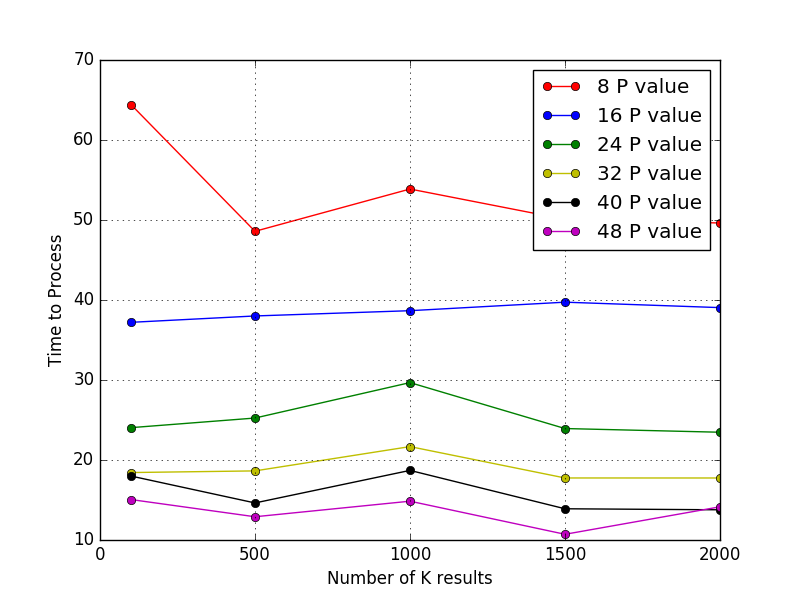 70
60
50
40
30
20
10
0
500
1000
1500
2000
Time to Process
Number of K results
8 P value
16 P value
24 P value
32 P value
40 P value
48 P value